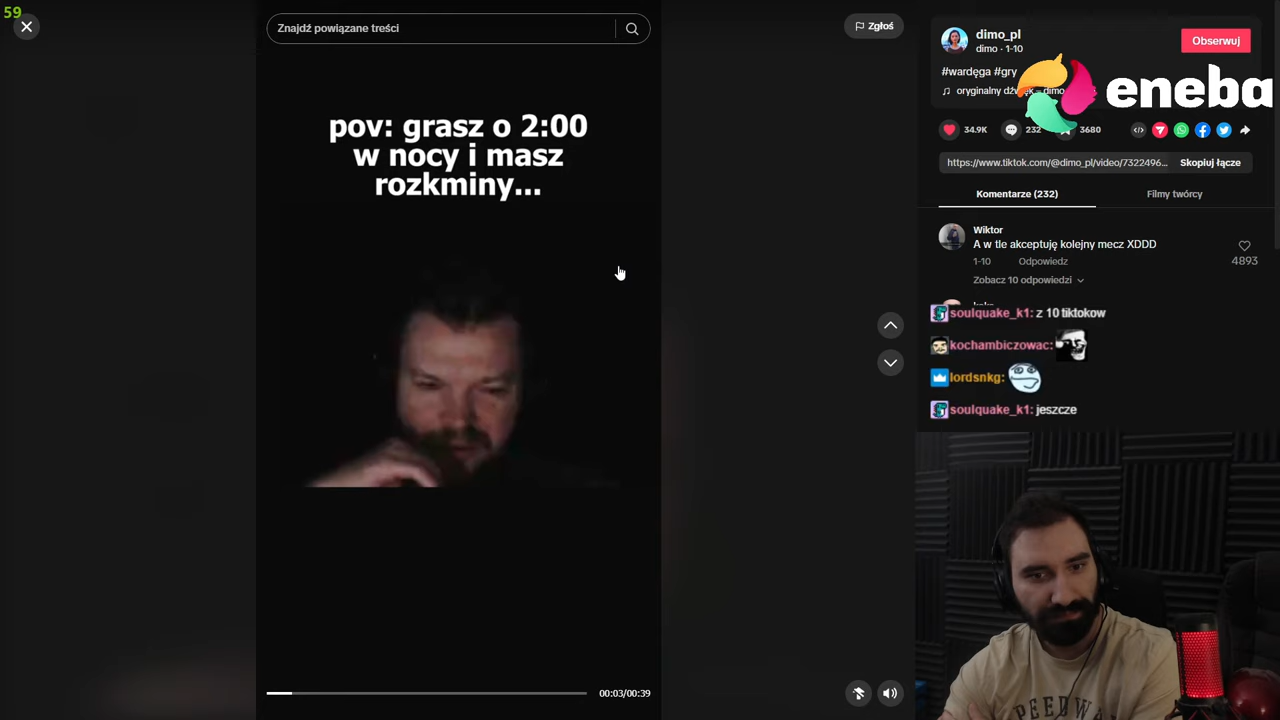 59
Znajdź powiązane treści
Zgłoś
pov: grasz o 2:00
w nocy i masz
rozkminy...
00:03/00:39
dimo_pl
dimo · 1-10
Obserwuj
#wardęga #gry
oryginalny dźwięk - dimo
eneba
34.9K
232
3680
https://www.tiktok.com/@dimo_pl/video/7322496...
Skopiuj łącze
Komentarze (232)
Filmy twórcy
Wiktor
A w tle akceptuję kolejny mecz XDDD
1-10 Odpowiedz
4893
Zobacz 10 odpowiedzi
soulquake_k1: z 10 tiktokow
kochambiczowac:
lordsnkg:
soulquake_k1: jeszcze